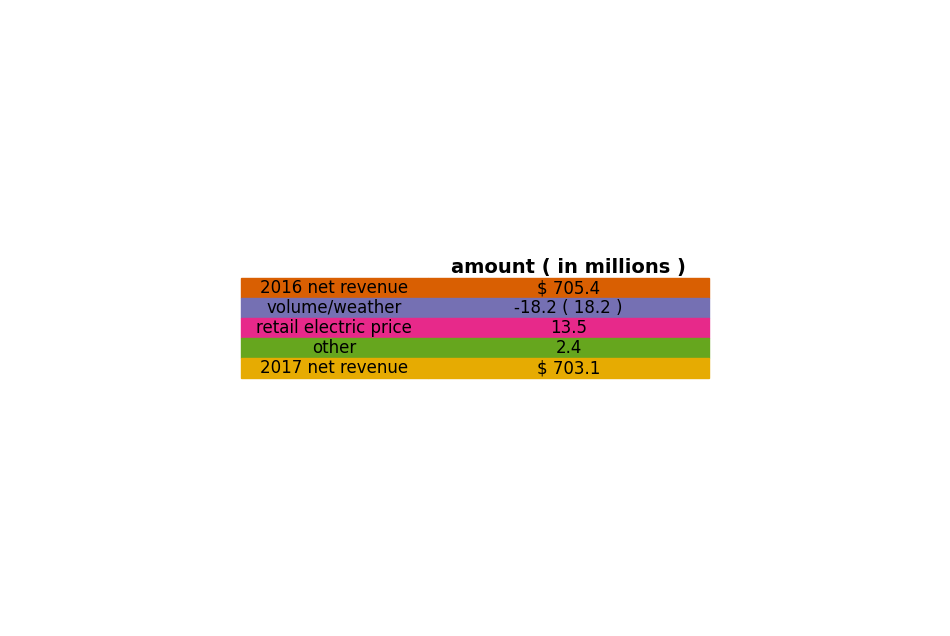 amount ( in millions )
2016 net revenue $ 705.4
volume/weather -18.2 ( 18.2 )
retail electric price 13.5
other 2.4
2017 net revenue $ 703.1